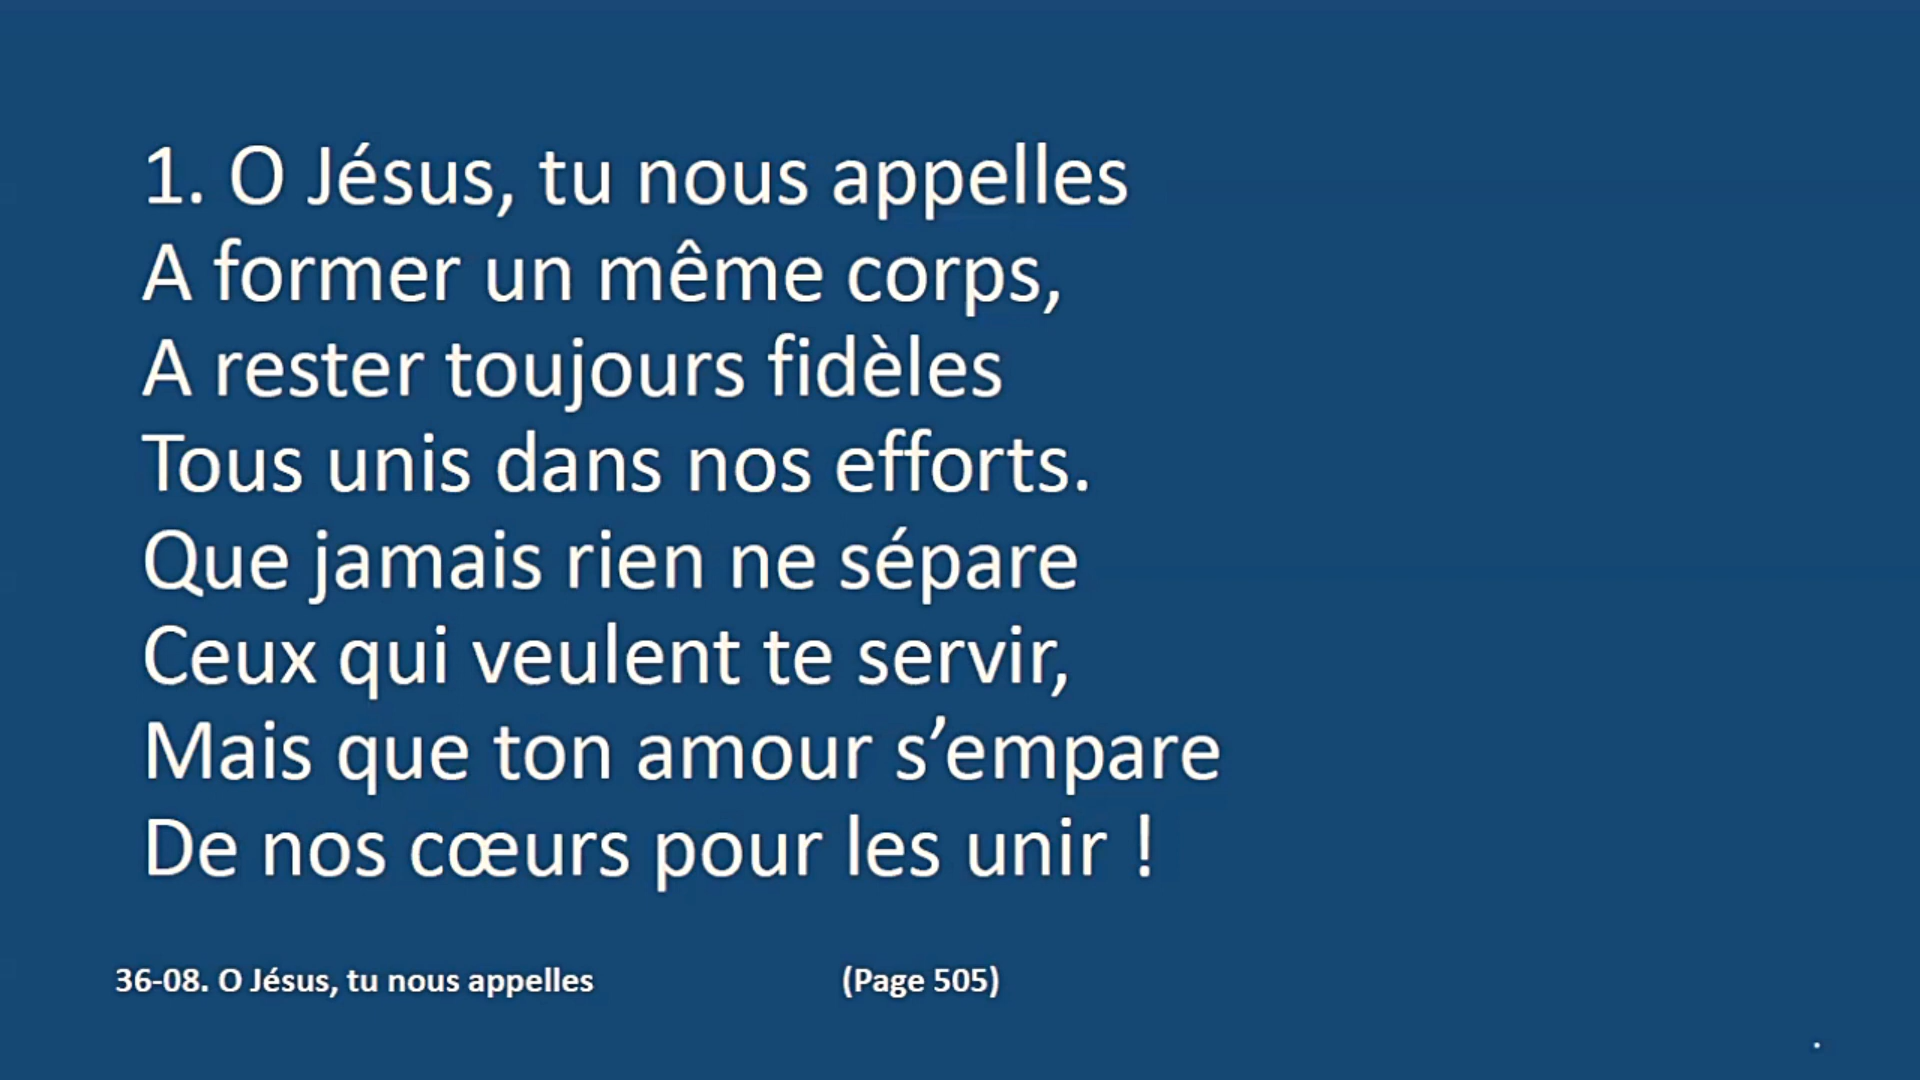 1. O Jésus, tu nous appelles
A former un même corps,
A rester toujours fidèles
Tous unis dans nos efforts.
Que jamais rien ne sépare
Ceux qui veulent te servir,
Mais que ton amour s’empare
De nos cœurs pour les unir !
36-08. O Jésus, tu nous appelles (Page 505)
.